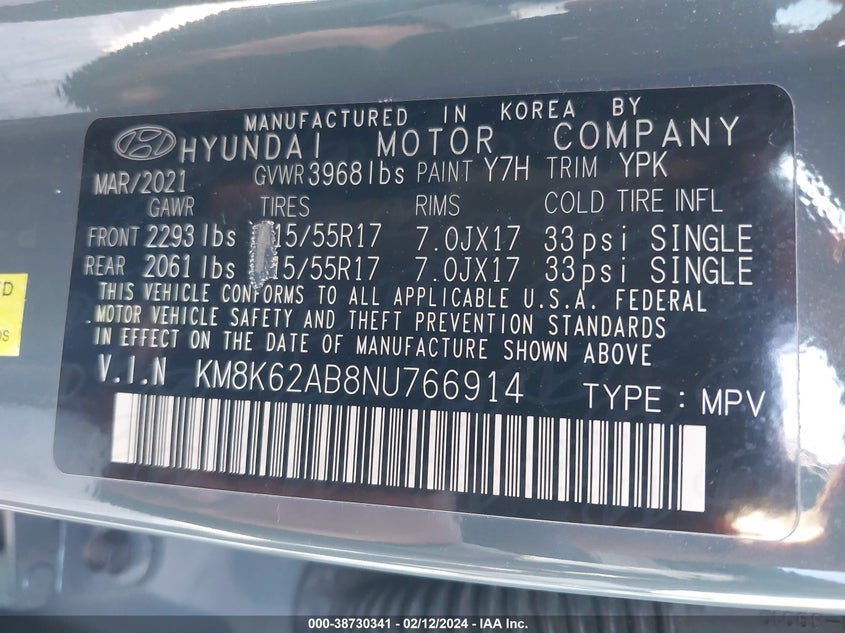 MANUFACTURED IN KOREA BY
HYUNDAI MOTOR COMPANY
MAR/2021 GVWR 3968 lbs PAINT Y7H TRIM YPK
GAWR TIRES RIMS COLD TIRE INFL
FRONT 2293 lbs 15/55R17 7.0JX17 33psi SINGLE
REAR 2061 lbs 15/55R17 7.0JX17 33psi SINGLE
THIS VEHICLE CONFORMS TO ALL APPLICABLE U.S.A. FEDERAL
MOTOR VEHICLE SAFETY AND THEFT PREVENTION STANDARDS
IN EFFECT ON THE DATE OF MANUFACTURE SHOWN ABOVE.
V.I.N KM8K62AB8NU766914 TYPE : MPV
000-38730341 - 02/12/2024 - IAA Inc.